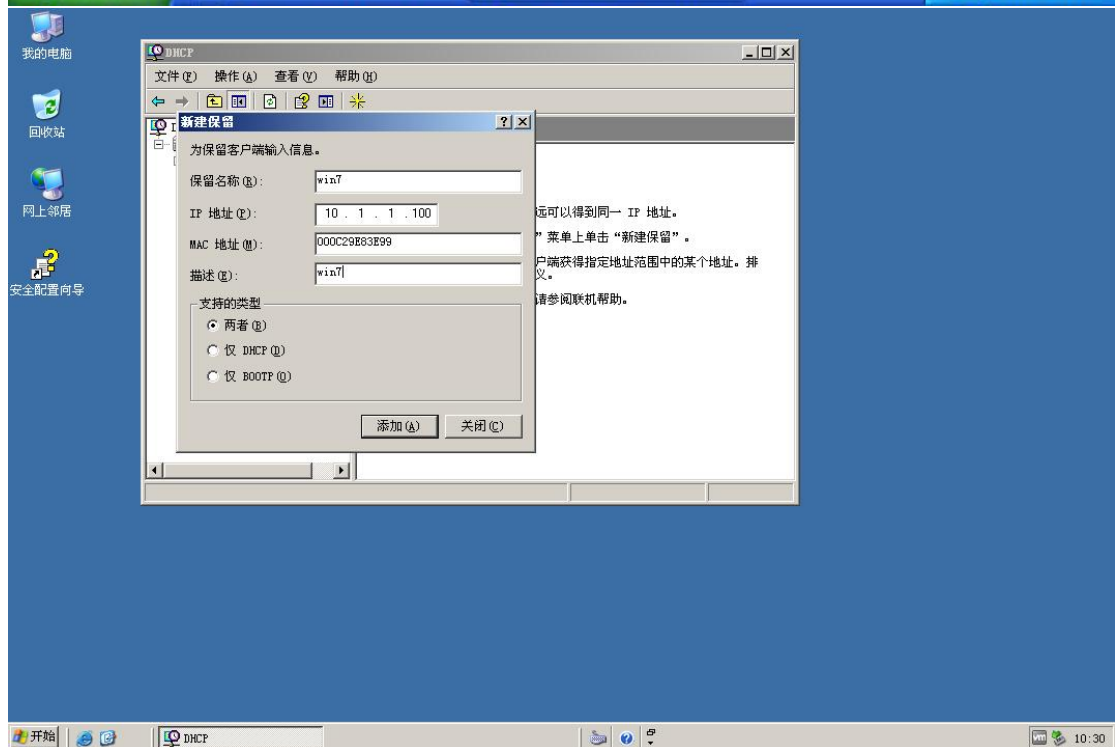 我的电脑
回收站
网上邻居
安全配置向导
DHCP
文件(F) 操作(A) 查看(V) 帮助(H)
新建保留
为保留客户端输入信息。
保留名称(R): win7
IP 地址(P): 10 . 1 . 1 .100
MAC 地址(M): 000C29E83E99
描述(E): win7
支持的类型
两者(B)
仅 DHCP(D)
仅 BOOTP(O)
添加(A) 关闭(C)
远可以得到同一 IP 地址。
”菜单上单击“新建保留”。
户端获得指定地址范围中的某个地址。排
义。
请参阅联机帮助。
开始 DHCP 10:30